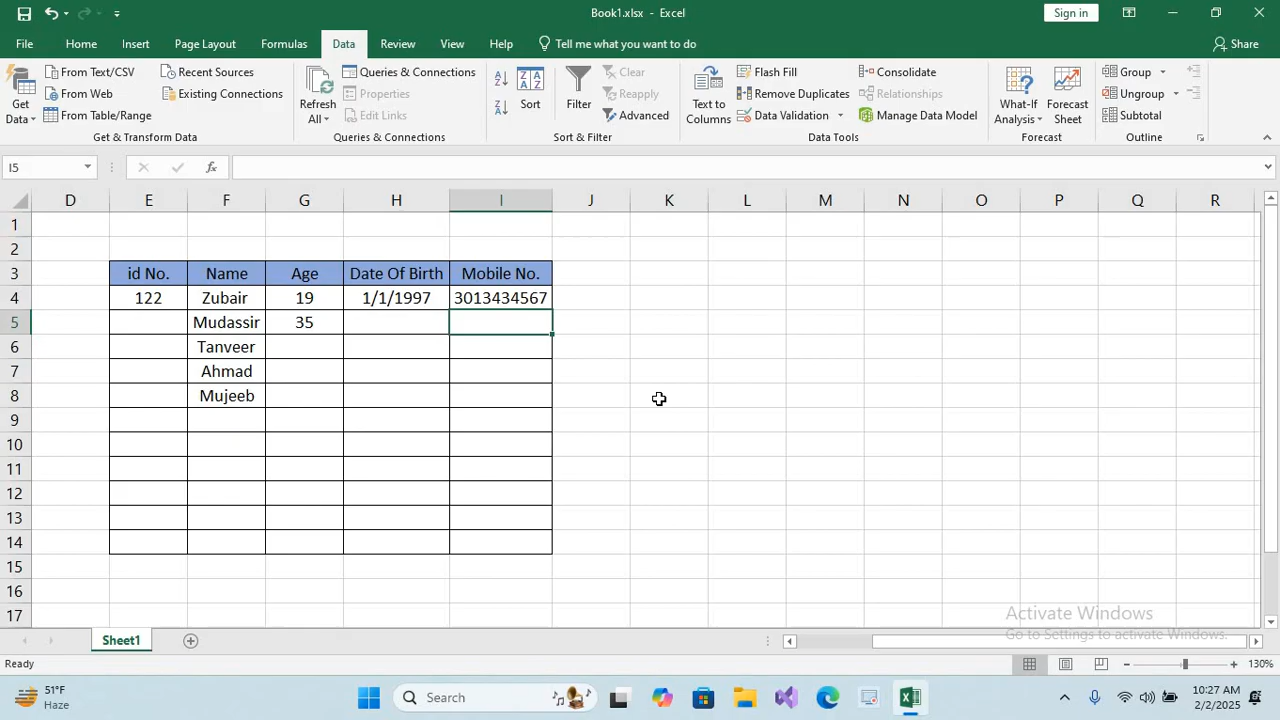 Book1.xlsx - Excel
Sign in
File Home Insert Page Layout Formulas Data Review View Help Tell me what you want to do Share
Get Data
From Text/CSV
From Web
From Table/Range
Recent Sources
Existing Connections
Get & Transform Data
Refresh All
Queries & Connections
Properties
Edit Links
Queries & Connections
A Z
Z A
Z A A Z
Sort
Filter
Clear
Reapply
Advanced
Sort & Filter
Text to Columns
Flash Fill
Remove Duplicates
Data Validation
Consolidate
Relationships
Manage Data Model
Data Tools
What-If Analysis
Forecast Sheet
Forecast
Group
Ungroup
Subtotal
Outline
I5 fx
D E F G H I J K L M N O P Q R
1
2
3 id No. Name Age Date Of Birth Mobile No.
4 122 Zubair 19 1/1/1997 3013434567
5 Mudassir 35
6 Tanveer
7 Ahmad
8 Mujeeb
9
10
11
12
13
14
15
16
17
Activate Windows
Go to Settings to activate Windows.
Sheet1
Ready
130%
51°F
Haze
Search
10:27 AM
2/2/2025